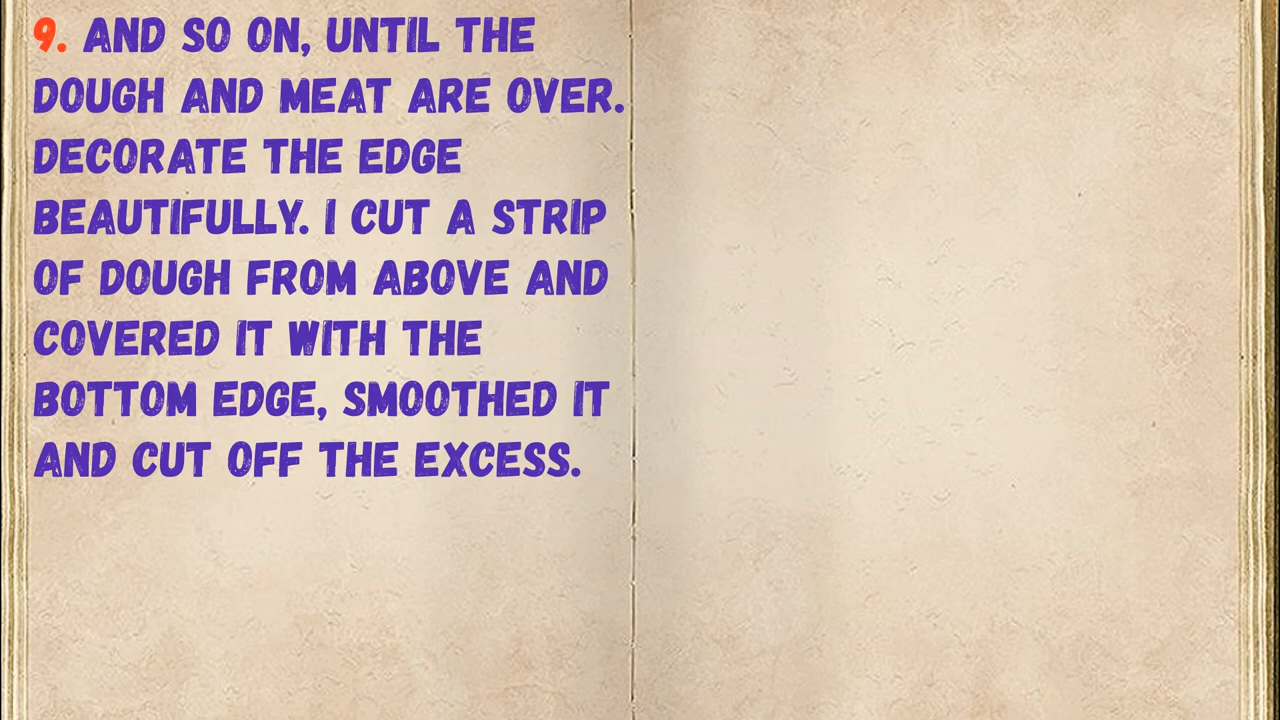 9. AND SO ON, UNTIL THE
DOUGH AND MEAT ARE OVER.
DECORATE THE EDGE
BEAUTIFULLY. I CUT A STRIP
OF DOUGH FROM ABOVE AND
COVERED IT WITH THE
BOTTOM EDGE, SMOOTHED IT
AND CUT OFF THE EXCESS.